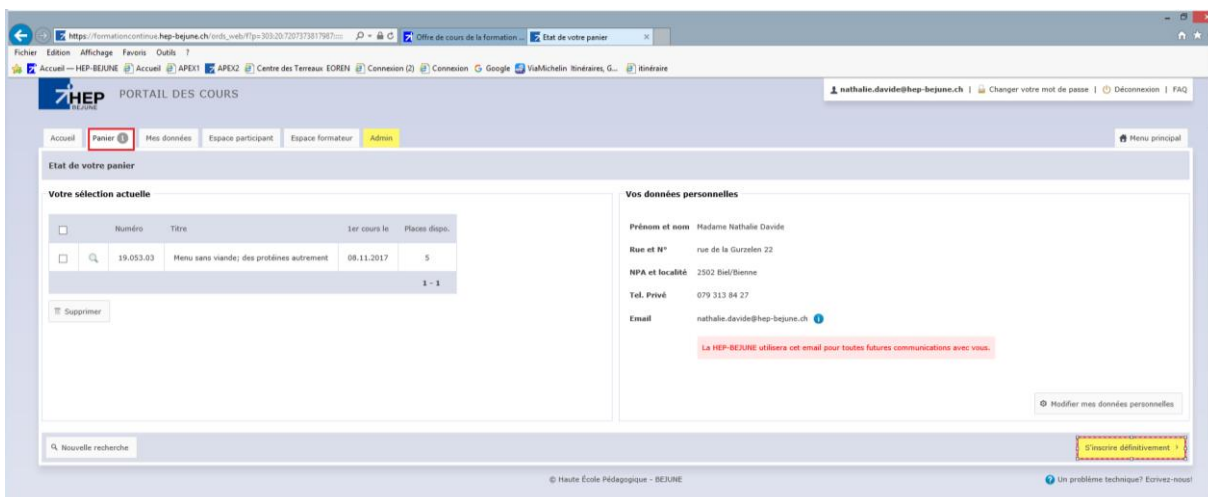 https://formationcontinue.hep-bejune.ch/ords_web/f?p=303:20:7207373817987:::::
Offre de cours de la formation ...
Etat de votre panier
Fichier Edition Affichage Favoris Outils ?
Accueil — HEP-BEJUNE Accueil APEX1 APEX2 Centre des Terreaux EOREN Connexion (2) Connexion Google ViaMichelin Itinéraires, G... itinéraire
HEP BEJUNE PORTAIL DES COURS
nathalie.davide@hep-bejune.ch | Changer votre mot de passe | Déconnexion | FAQ
Accueil Panier 1 Mes données Espace participant Espace formateur Admin Menu principal
Etat de votre panier
Votre sélection actuelle
Numéro Titre 1er cours le Places dispo.
19.053.03 Menu sans viande; des protéines autrement 08.11.2017 5
1 - 1
Supprimer
Vos données personnelles
Prénom et nom Madame Nathalie Davide
Rue et N° rue de la Gurzelen 22
NPA et localité 2502 Biel/Bienne
Tel. Privé 079 313 84 27
Email nathalie.davide@hep-bejune.ch
La HEP-BEJUNE utilisera cet email pour toutes futures communications avec vous.
Modifier mes données personnelles
Nouvelle recherche
S'inscrire définitivement >
© Haute École Pédagogique - BEJUNE
Un problème technique? Ecrivez-nous!